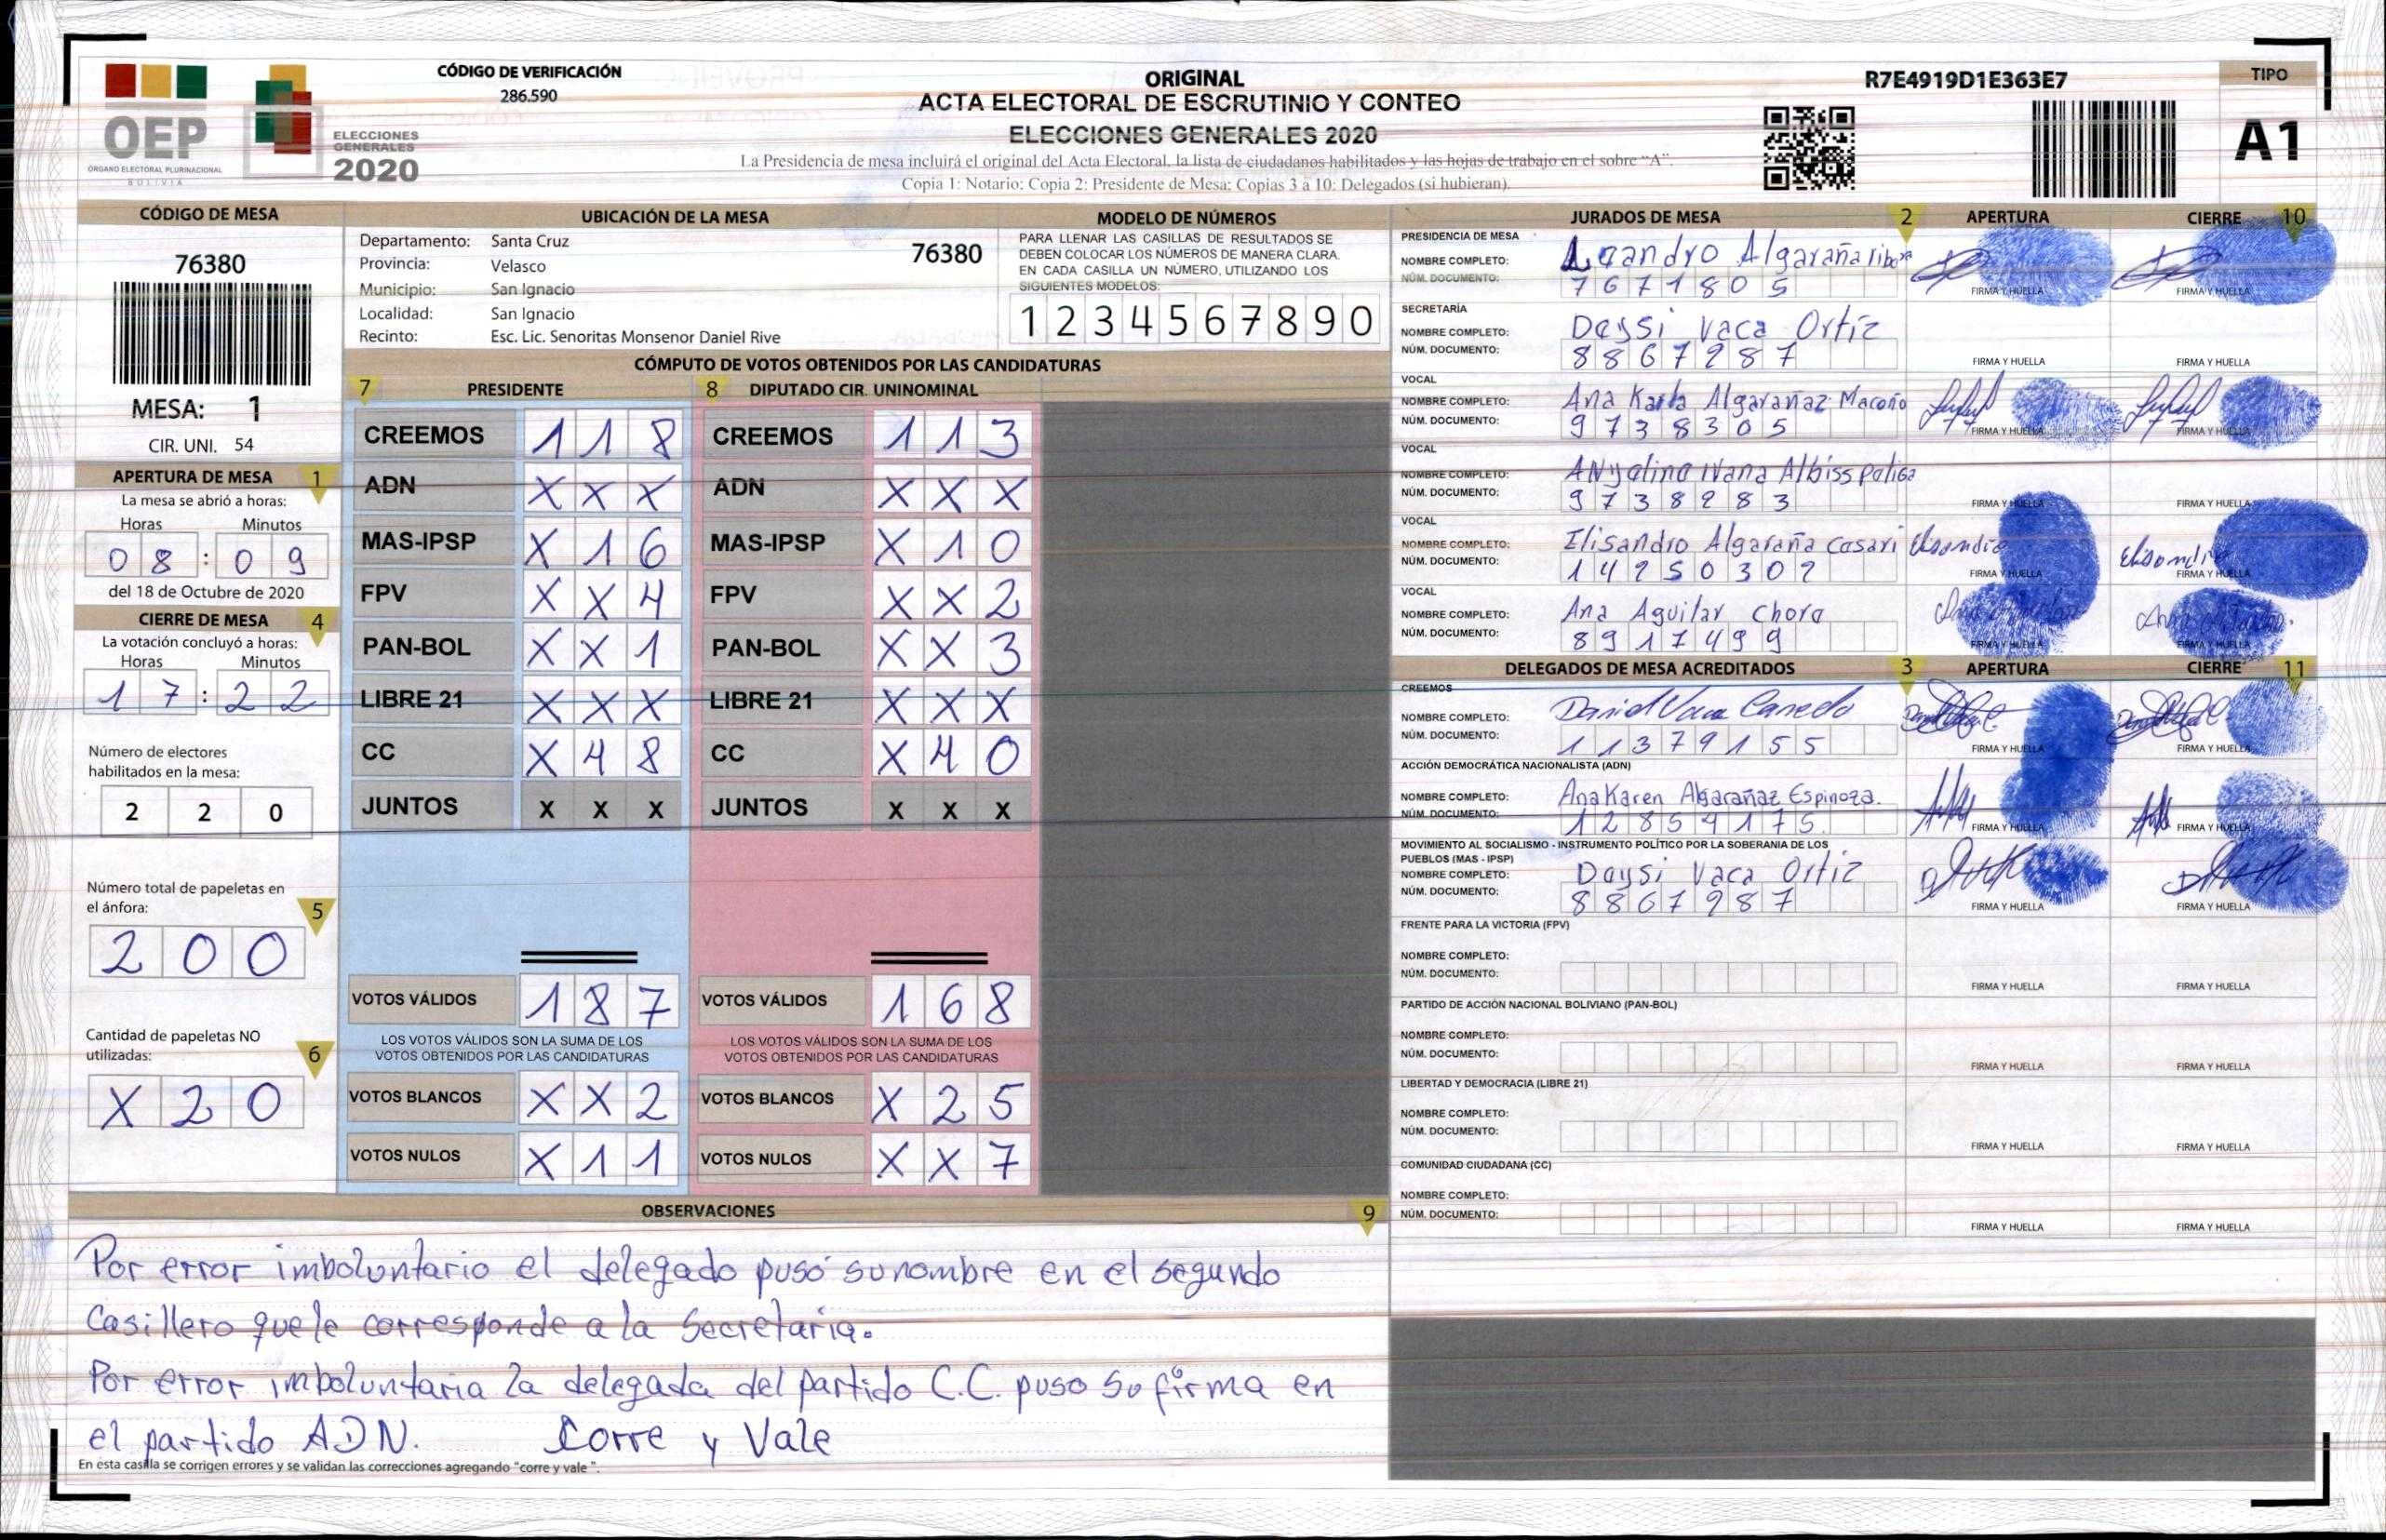 OEP
ORGANO ELECTORAL PLURINACIONAL
BOLIVIA
ELECCIONES
GENERALES
2020
CÓDIGO DE VERIFICACIÓN
286.590
ORIGINAL
ACTA ELECTORAL DE ESCRUTINIO Y CONTEO
ELECCIONES GENERALES 2020
La Presidencia de mesa incluirá el original del Acta Electoral, la lista de ciudadanos habilitados y las hojas de trabajo en el sobre "A".
Copia 1: Notario; Copia 2: Presidente de Mesa; Copias 3 a 10: Delegados (si hubieran).
R7E4919D1E363E7
TIPO
A1
CÓDIGO DE MESA
76380
MESA: 1
CIR. UNI. 54
APERTURA DE MESA 1
La mesa se abrió a horas:
Horas Minutos
08:09
del 18 de Octubre de 2020
CIERRE DE MESA 4
La votación concluyó a horas:
Horas Minutos
17:22
Número de electores
habilitados en la mesa:
2 2 0
Número total de papeletas en
el ánfora: 5
2 0 0
Cantidad de papeletas NO
utilizadas: 6
X 2 0
UBICACIÓN DE LA MESA
Departamento: Santa Cruz 76380
Provincia: Velasco
Municipio: San Ignacio
Localidad: San Ignacio
Recinto: Esc. Lic. Senoritas Monsenor Daniel Rive
MODELO DE NÚMEROS
PARA LLENAR LAS CASILLAS DE RESULTADOS SE
DEBEN COLOCAR LOS NÚMEROS DE MANERA CLARA.
EN CADA CASILLA UN NÚMERO, UTILIZANDO LOS
SIGUIENTES MODELOS:
1 2 3 4 5 6 7 8 9 0
CÓMPUTO DE VOTOS OBTENIDOS POR LAS CANDIDATURAS
7 PRESIDENTE 8 DIPUTADO CIR. UNINOMINAL
CREEMOS 1 1 8 CREEMOS 1 1 3
ADN X X X ADN X X X
MAS-IPSP X 1 6 MAS-IPSP X 1 0
FPV X X 4 FPV X X 2
PAN-BOL X X 1 PAN-BOL X X 3
LIBRE 21 X X X LIBRE 21 X X X
CC X 4 8 CC X 4 0
JUNTOS X X X JUNTOS X X X
VOTOS VÁLIDOS 1 8 7 VOTOS VÁLIDOS 1 6 8
LOS VOTOS VÁLIDOS SON LA SUMA DE LOS LOS VOTOS VÁLIDOS SON LA SUMA DE LOS
VOTOS OBTENIDOS POR LAS CANDIDATURAS VOTOS OBTENIDOS POR LAS CANDIDATURAS
VOTOS BLANCOS X X 2 VOTOS BLANCOS X 2 5
VOTOS NULOS X 1 1 VOTOS NULOS X X 7
OBSERVACIONES 9
Por error imboluntario el delegado puso su nombre en el segundo
Casillero que le corresponde a la Secretaria.
Por error imboluntaria la delegada del partido C.C. puso su firma en
el partido ADN. Corre y Vale
En esta casilla se corrigen errores y se validan las correcciones agregando "corre y vale".
JURADOS DE MESA 2 APERTURA CIERRE 10
PRESIDENCIA DE MESA
NOMBRE COMPLETO: Leandro Algaraña
NÚM. DOCUMENTO: 7671805 FIRMA Y HUELLA FIRMA Y HUELLA
SECRETARÍA
NOMBRE COMPLETO: Dessi Vaca Ortiz
NÚM. DOCUMENTO: 8867987 FIRMA Y HUELLA FIRMA Y HUELLA
VOCAL
NOMBRE COMPLETO: Ana Karla Algarañaz Macoño
NÚM. DOCUMENTO: 9738305 FIRMA Y HUELLA FIRMA Y HUELLA
VOCAL
NOMBRE COMPLETO: Ivana
NÚM. DOCUMENTO: 9738983 FIRMA Y HUELLA FIRMA Y HUELLA
VOCAL
NOMBRE COMPLETO: Elisandro Algaraña Casari
NÚM. DOCUMENTO: 14250302 FIRMA Y HUELLA FIRMA Y HUELLA
VOCAL
NOMBRE COMPLETO: Ana Aguilar Chora
NÚM. DOCUMENTO: 8917499 FIRMA Y HUELLA FIRMA Y HUELLA
DELEGADOS DE MESA ACREDITADOS 3 APERTURA CIERRE 11
CREEMOS
NOMBRE COMPLETO: Daniel Vaca Canedo
NÚM. DOCUMENTO: 11379155 FIRMA Y HUELLA FIRMA Y HUELLA
ACCIÓN DEMOCRÁTICA NACIONALISTA (ADN)
NOMBRE COMPLETO: Ana Karen Algarañaz Espinoza.
NÚM. DOCUMENTO: 12854175 FIRMA Y HUELLA FIRMA Y HUELLA
MOVIMIENTO AL SOCIALISMO - INSTRUMENTO POLÍTICO POR LA SOBERANIA DE LOS
PUEBLOS (MAS - IPSP)
NOMBRE COMPLETO: Daysi Vaca Ortiz
NÚM. DOCUMENTO: 8867987 FIRMA Y HUELLA FIRMA Y HUELLA
FRENTE PARA LA VICTORIA (FPV)
NOMBRE COMPLETO:
NÚM. DOCUMENTO: FIRMA Y HUELLA FIRMA Y HUELLA
PARTIDO DE ACCIÓN NACIONAL BOLIVIANO (PAN-BOL)
NOMBRE COMPLETO:
NÚM. DOCUMENTO: FIRMA Y HUELLA FIRMA Y HUELLA
LIBERTAD Y DEMOCRACIA (LIBRE 21)
NOMBRE COMPLETO:
NÚM. DOCUMENTO: FIRMA Y HUELLA FIRMA Y HUELLA
COMUNIDAD CIUDADANA (CC)
NOMBRE COMPLETO:
NÚM. DOCUMENTO: FIRMA Y HUELLA FIRMA Y HUELLA